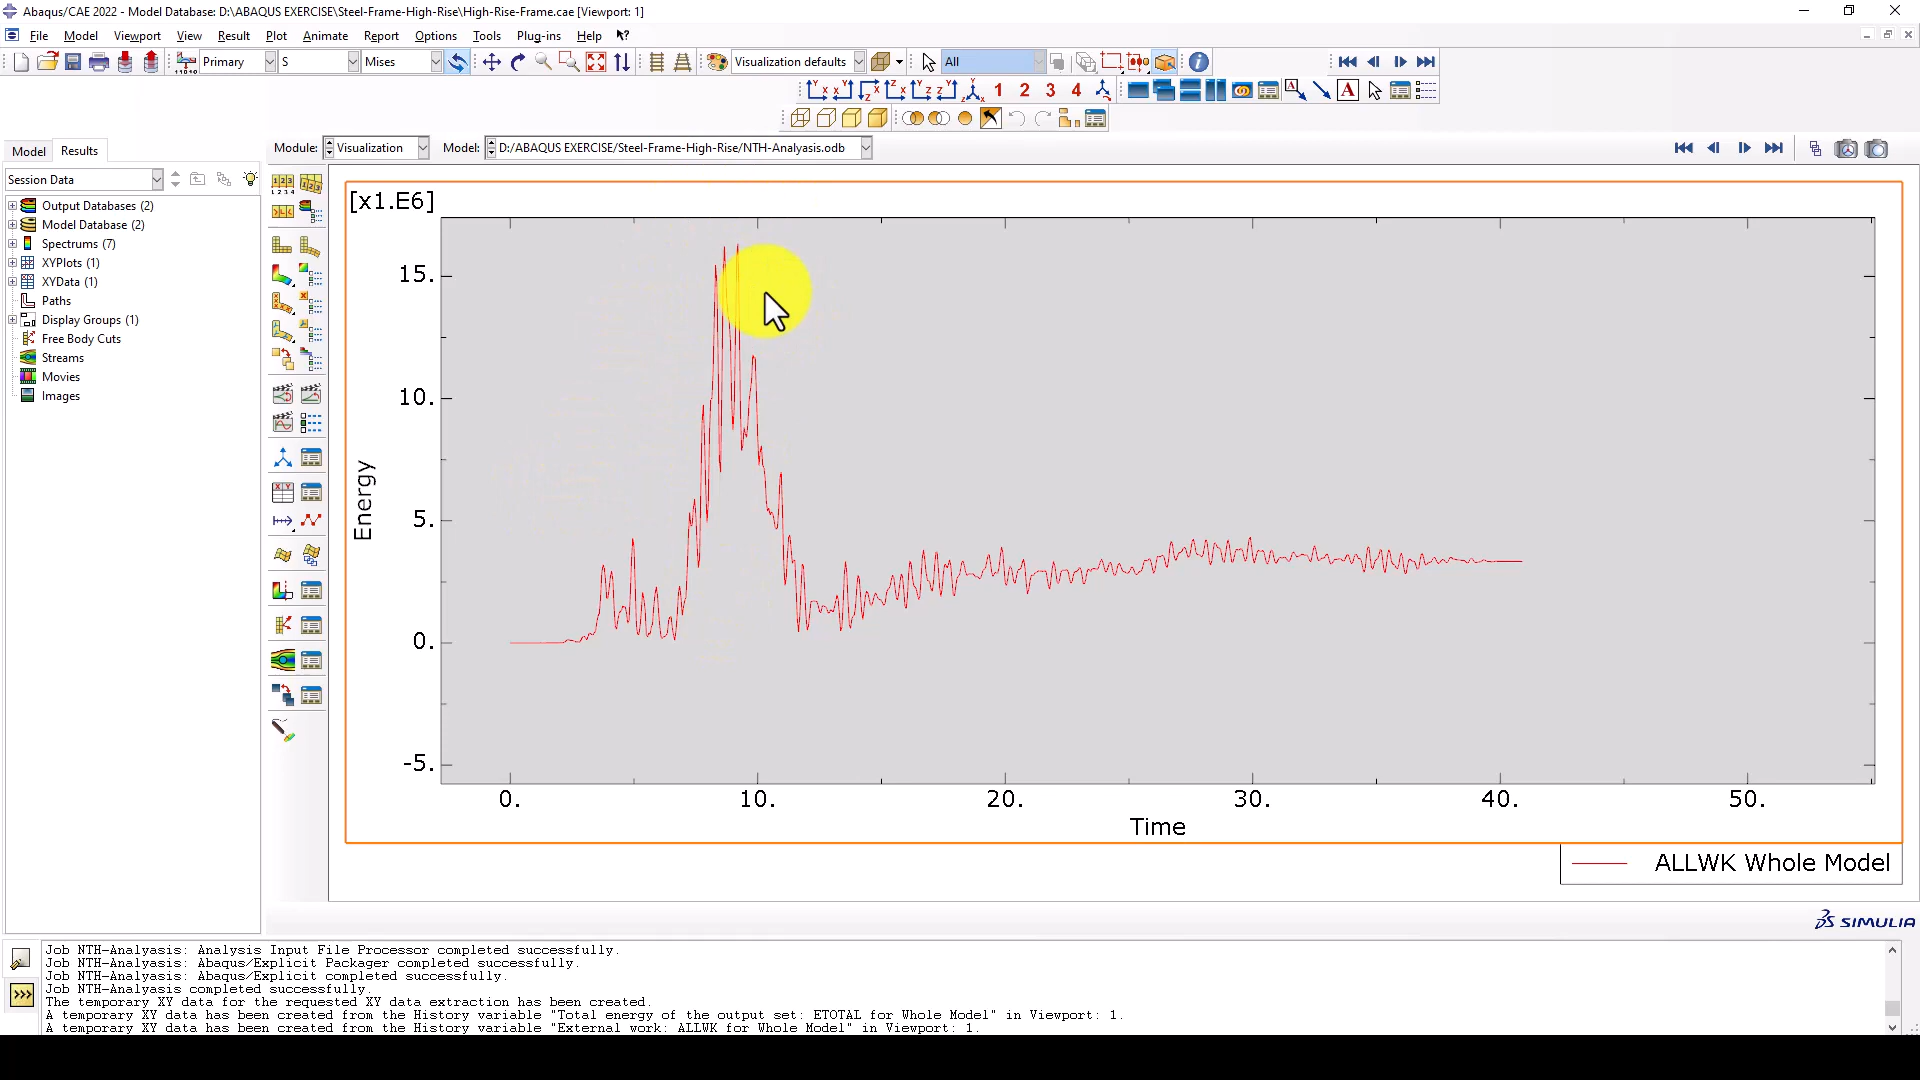 Abaqus/CAE 2022 - Model Database: D:\ABAQUS EXERCISE\Steel-Frame-High-Rise\High-Rise-Frame.cae [Viewport: 1]
File Model Viewport View Result Plot Animate Report Options Tools Plug-ins Help
Primary S Mises Visualization defaults All
1 2 3 4
Model Results Module: Visualization Model: D:/ABAQUS EXERCISE/Steel-Frame-High-Rise/NTH-Analyasis.odb
Session Data
Output Databases (2)
Model Database (2)
Spectrums (7)
XYPlots (1)
XYData (1)
Paths
Display Groups (1)
Free Body Cuts
Streams
Movies
Images
[x1.E6]
15.
10.
5.
0.
-5.
Energy
0. 10. 20. 30. 40. 50.
Time
ALLWK Whole Model
SIMULIA
Job NTH-Analyasis: Analysis Input File Processor completed successfully.
Job NTH-Analyasis: Abaqus/Explicit Packager completed successfully.
Job NTH-Analyasis: Abaqus/Explicit completed successfully.
Job NTH-Analyasis completed successfully.
The temporary XY data for the requested XY data extraction has been created.
A temporary XY data has been created from the History variable "Total energy of the output set: ETOTAL for Whole Model" in Viewport: 1.
A temporary XY data has been created from the History variable "External work: ALLWK for Whole Model" in Viewport: 1.